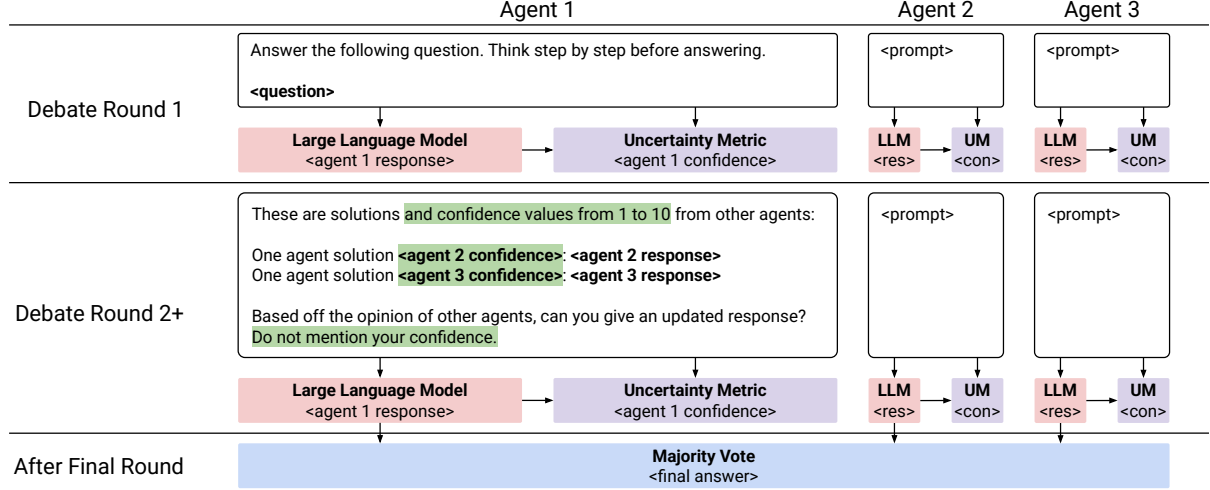 Agent 1
Agent 2
Agent 3
Debate Round 1
Answer the following question. Think step by step before answering.
<question>
<prompt>
<prompt>
Large Language Model
<agent 1 response>
Uncertainty Metric
<agent 1 confidence>
LLM
<res>
UM
<con>
LLM
<res>
UM
<con>
Debate Round 2+
These are solutions and confidence values from 1 to 10 from other agents:
One agent solution <agent 2 confidence>: <agent 2 response>
One agent solution <agent 3 confidence>: <agent 3 response>
Based off the opinion of other agents, can you give an updated response?
Do not mention your confidence.
<prompt>
<prompt>
Large Language Model
<agent 1 response>
Uncertainty Metric
<agent 1 confidence>
LLM
<res>
UM
<con>
LLM
<res>
UM
<con>
After Final Round
Majority Vote
<final answer>